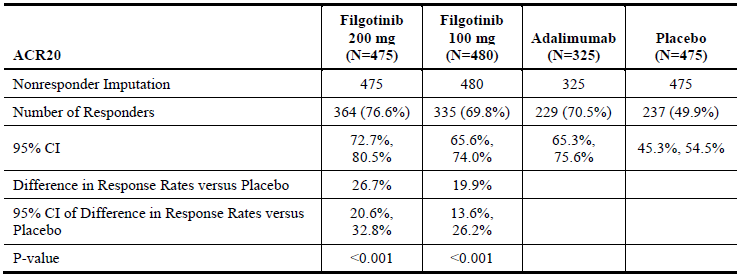 ACR20 Filgotinib 200 mg (N=475) Filgotinib 100 mg (N=480) Adalimumab (N=325) Placebo (N=475)
Nonresponder Imputation 475 480 325 475
Number of Responders 364 (76.6%) 335 (69.8%) 229 (70.5%) 237 (49.9%)
95% CI 72.7%, 80.5% 65.6%, 74.0% 65.3%, 75.6% 45.3%, 54.5%
Difference in Response Rates versus Placebo 26.7% 19.9%
95% CI of Difference in Response Rates versus Placebo 20.6%, 32.8% 13.6%, 26.2%
P-value <0.001 <0.001